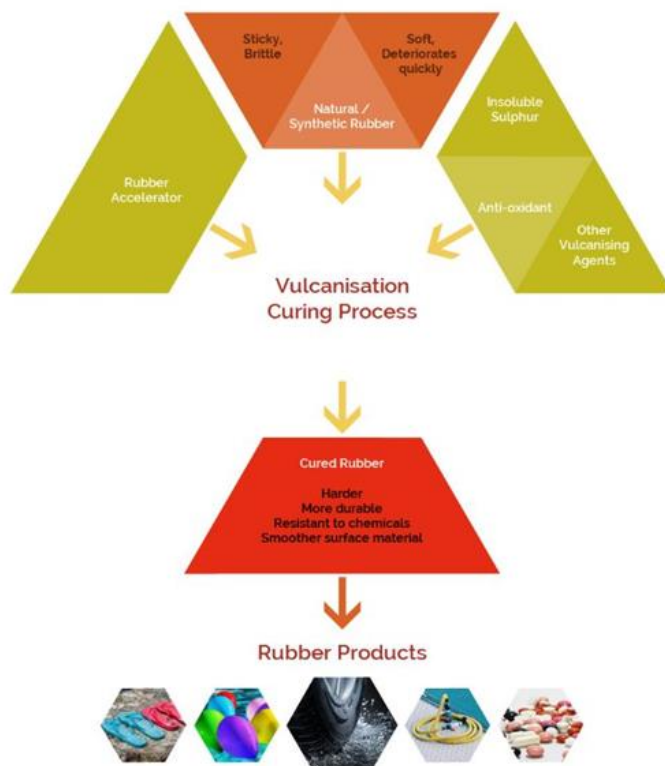 Sticky,
Brittle
Soft,
Deteriorates
quickly
Natural /
Synthetic Rubber
Insoluble
Sulphur
Rubber
Accelerator
Anti-oxidant
Other
Vulcanising
Agents
Vulcanisation
Curing Process
Cured Rubber
Harder
More durable
Resistant to chemicals
Smoother surface material
Rubber Products